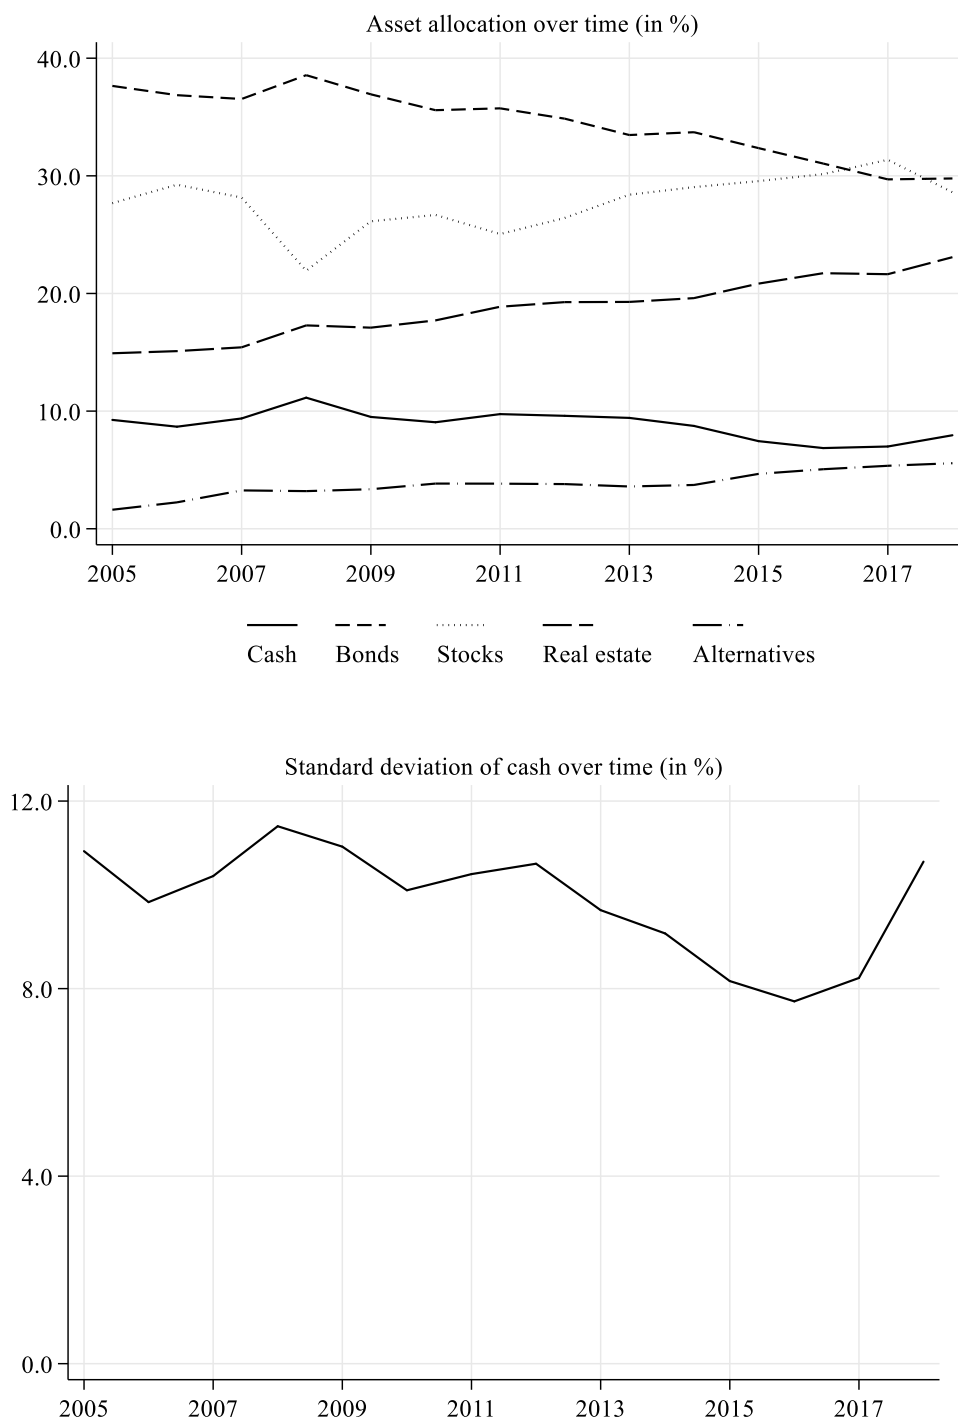 Asset allocation over time (in %)
40.0
30.0
20.0
10.0
0.0
2005 2007 2009 2011 2013 2015 2017
Cash Bonds Stocks Real estate Alternatives
Standard deviation of cash over time (in %)
12.0
8.0
4.0
0.0
2005 2007 2009 2011 2013 2015 2017